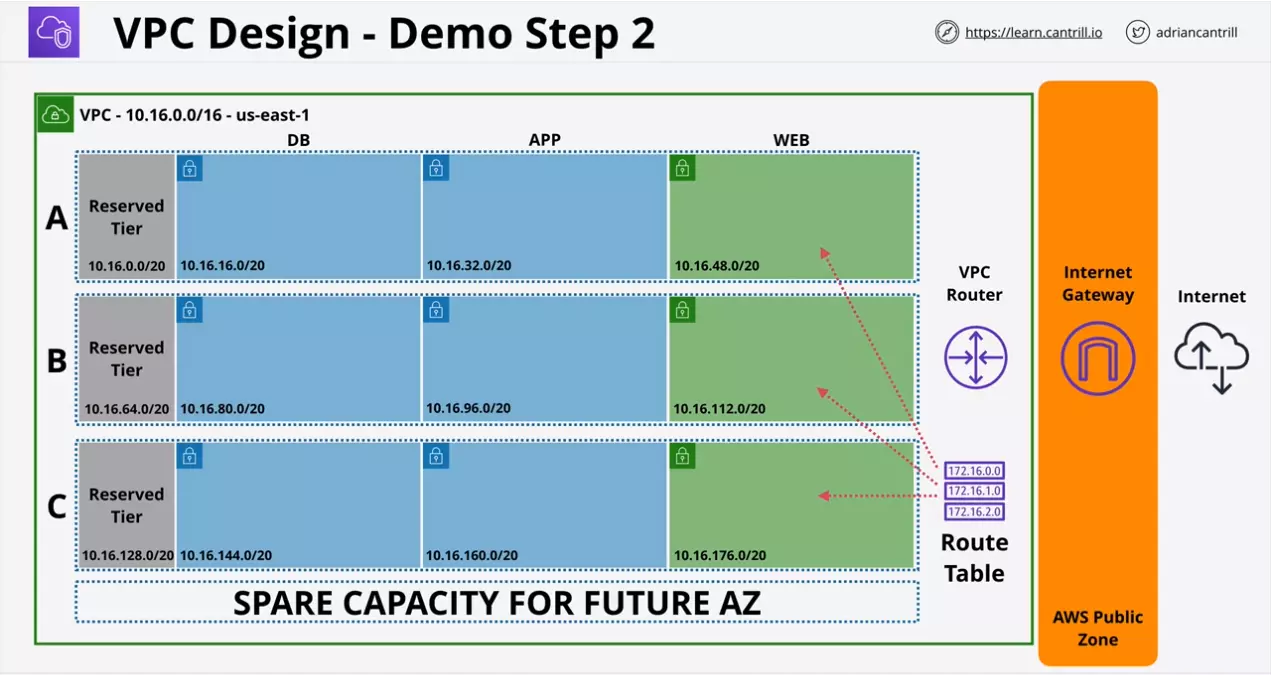 VPC Design - Demo Step 2
https://learn.cantrill.io
adriancantrill
VPC - 10.16.0.0/16 - us-east-1
DB
APP
WEB
A
Reserved
Tier
10.16.0.0/20
10.16.16.0/20
10.16.32.0/20
10.16.48.0/20
B
Reserved
Tier
10.16.64.0/20
10.16.80.0/20
10.16.96.0/20
10.16.112.0/20
C
Reserved
Tier
10.16.128.0/20
10.16.144.0/20
10.16.160.0/20
10.16.176.0/20
SPARE CAPACITY FOR FUTURE AZ
VPC
Router
172.16.0.0
172.16.1.0
172.16.2.0
Route
Table
Internet
Gateway
AWS Public
Zone
Internet